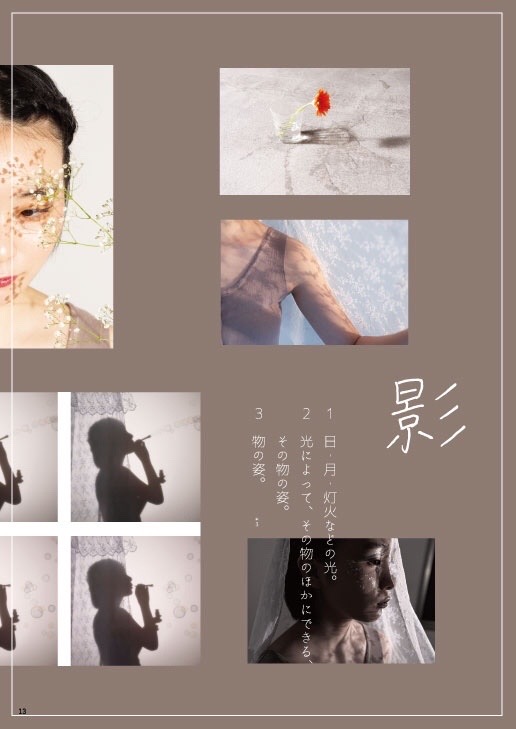 影
1 日・月・灯火などの光。
2 光によって、その物のほかにできる、
その物の姿。
3 物の姿。
13